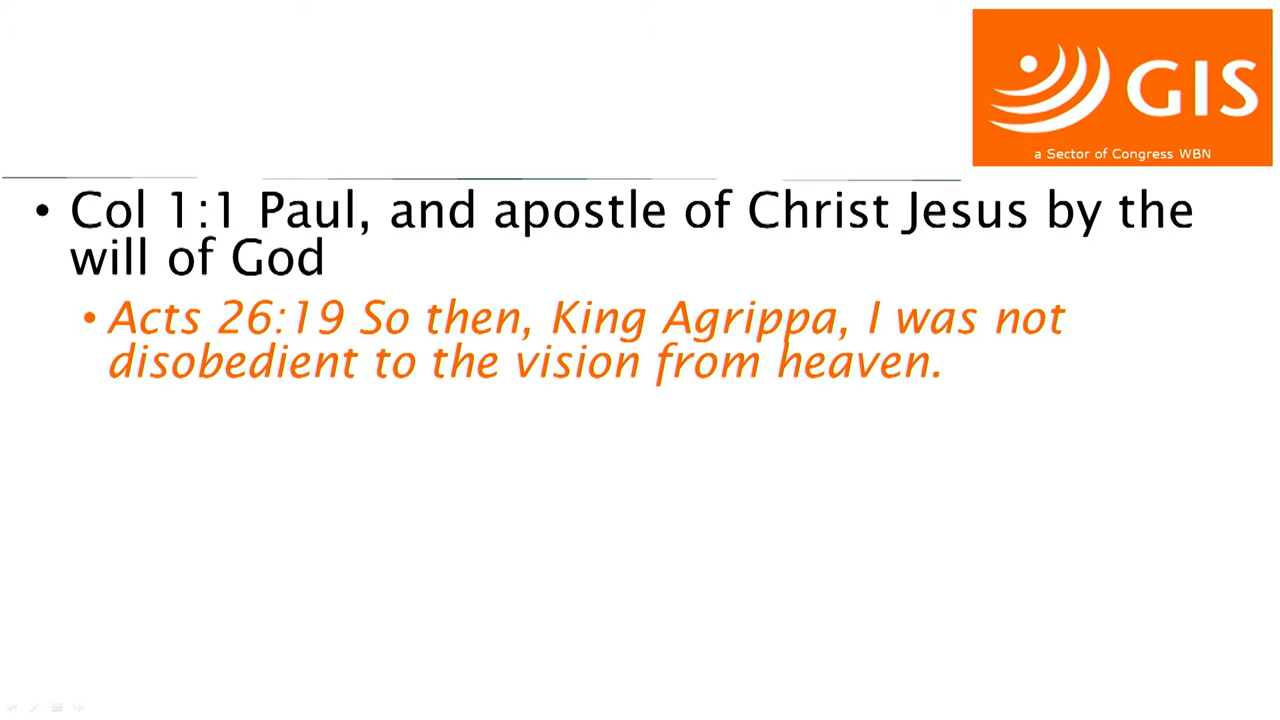 GIS
a Sector of Congress WBN
• Col 1:1 Paul, and apostle of Christ Jesus by the
will of God
• Acts 26:19 So then, King Agrippa, I was not
disobedient to the vision from heaven.